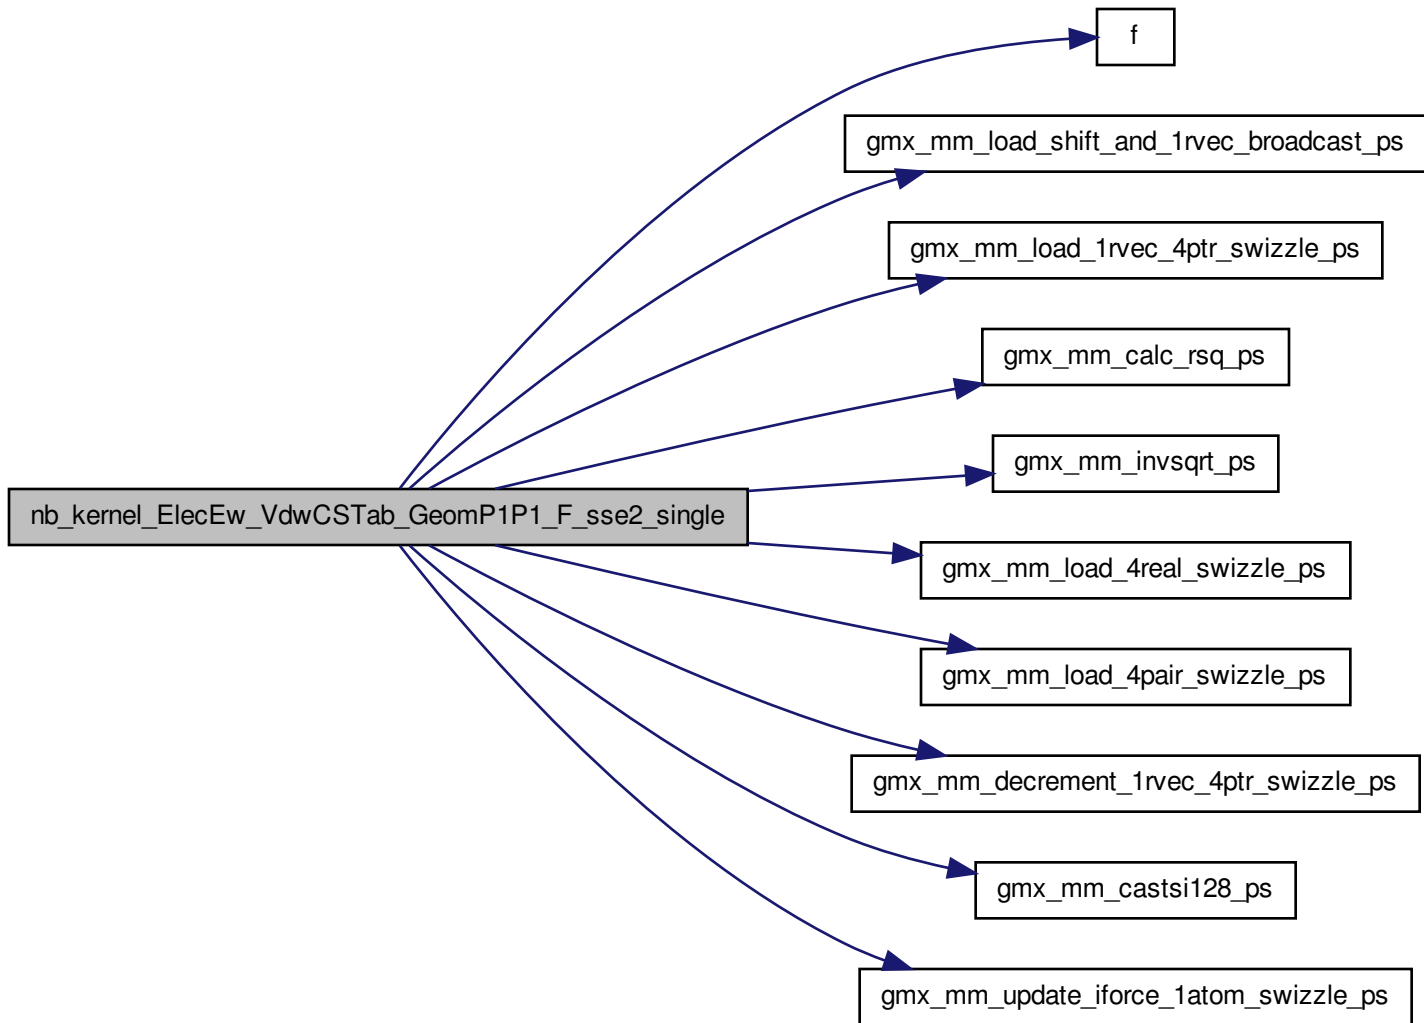 f
gmx_mm_load_shift_and_1rvec_broadcast_ps
gmx_mm_load_1rvec_4ptr_swizzle_ps
gmx_mm_calc_rsq_ps
gmx_mm_invsqrt_ps
nb_kernel_ElecEw_VdwCSTab_GeomP1P1_F_sse2_single
gmx_mm_load_4real_swizzle_ps
gmx_mm_load_4pair_swizzle_ps
gmx_mm_decrement_1rvec_4ptr_swizzle_ps
gmx_mm_castsi128_ps
gmx_mm_update_iforce_1atom_swizzle_ps